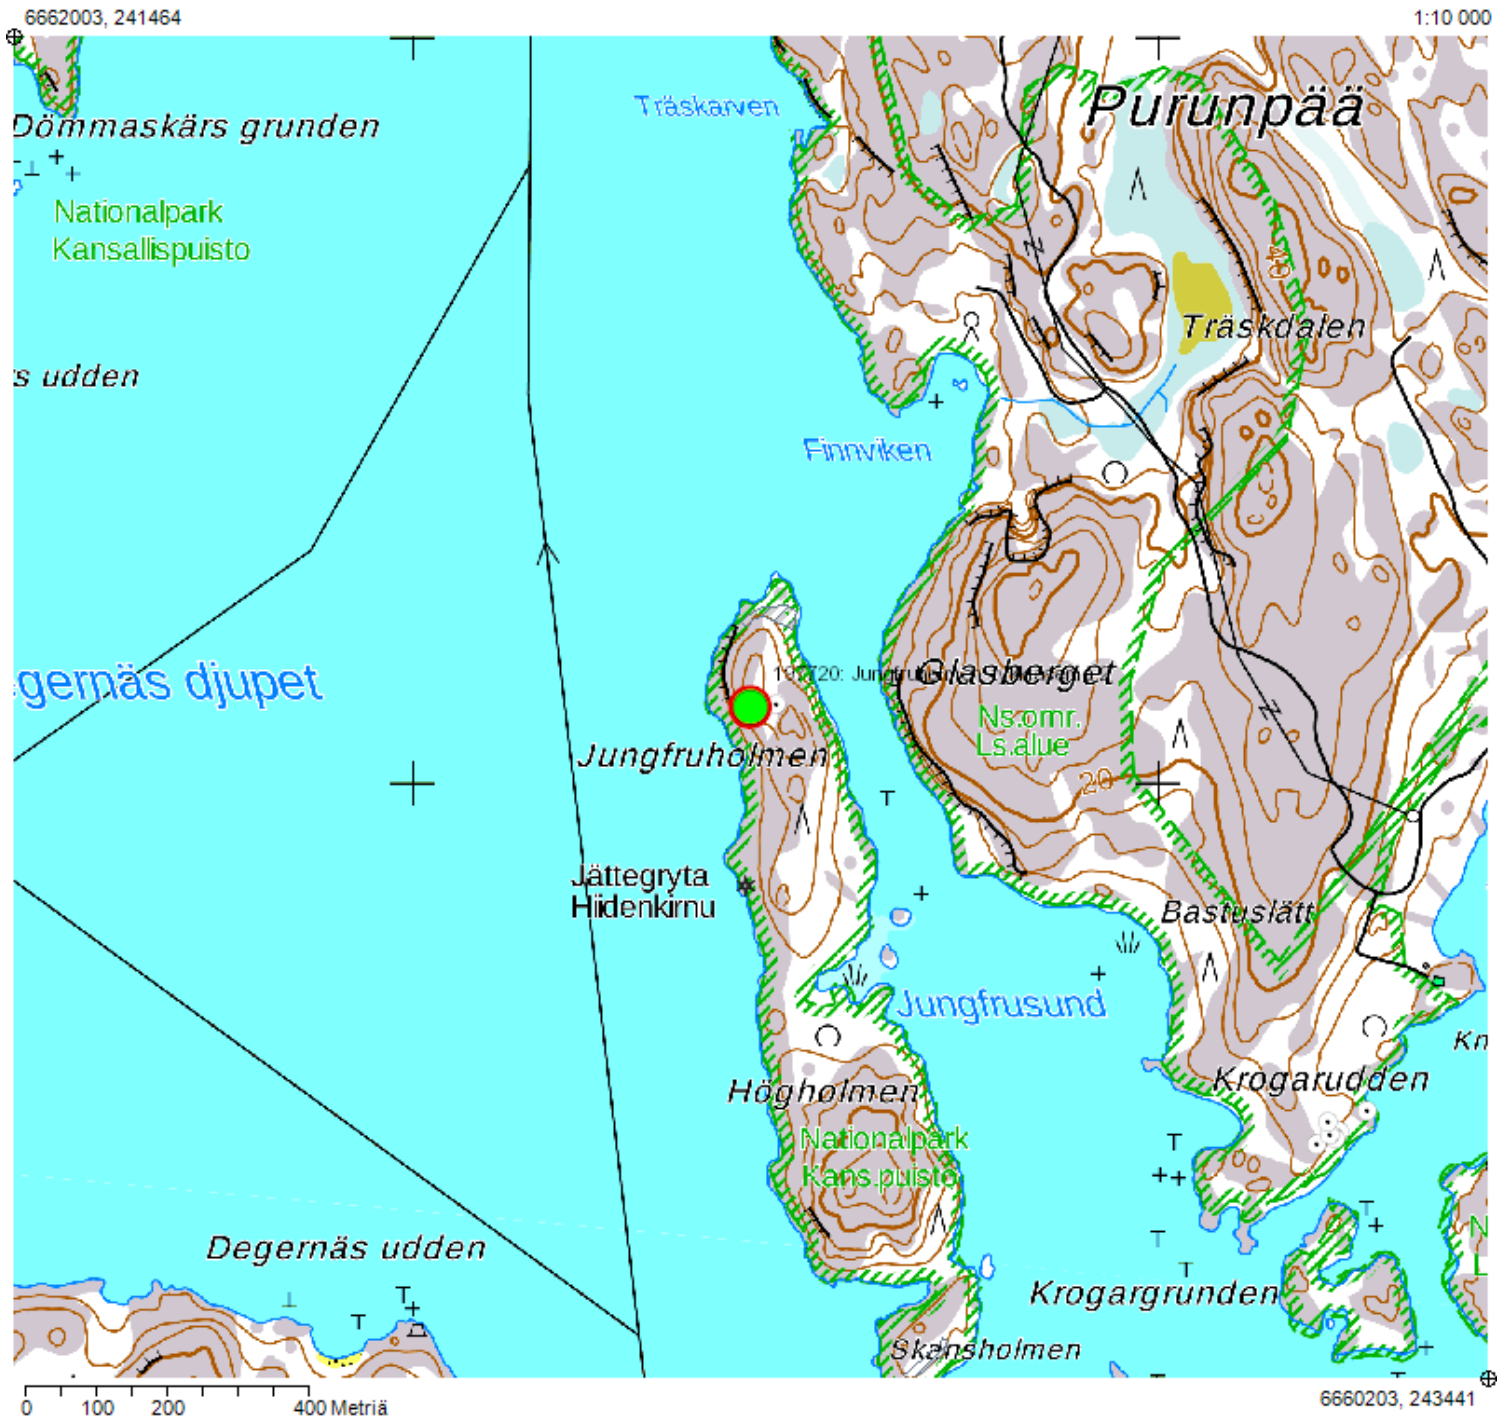 6662003, 241464
1:10 000
Dömmaskärs grunden
Träskarven
Purunpää
Nationalpark
Kansallispuisto
40
Träskdalen
s udden
Finnviken
gernäs djupet
Glasberget
Ns.omr.
Ls.alue
Jungfruholmen
20
Jättegryta
Hiidenkirnu
Bastuslätt
Jungfrusund
Kn
Krogarudden
Högholmen
Nationalpark
Kans.puisto
Degernäs udden
Krogargrunden
N
L
Skansholmen
0 100 200 400 Metriä
6660203, 243441